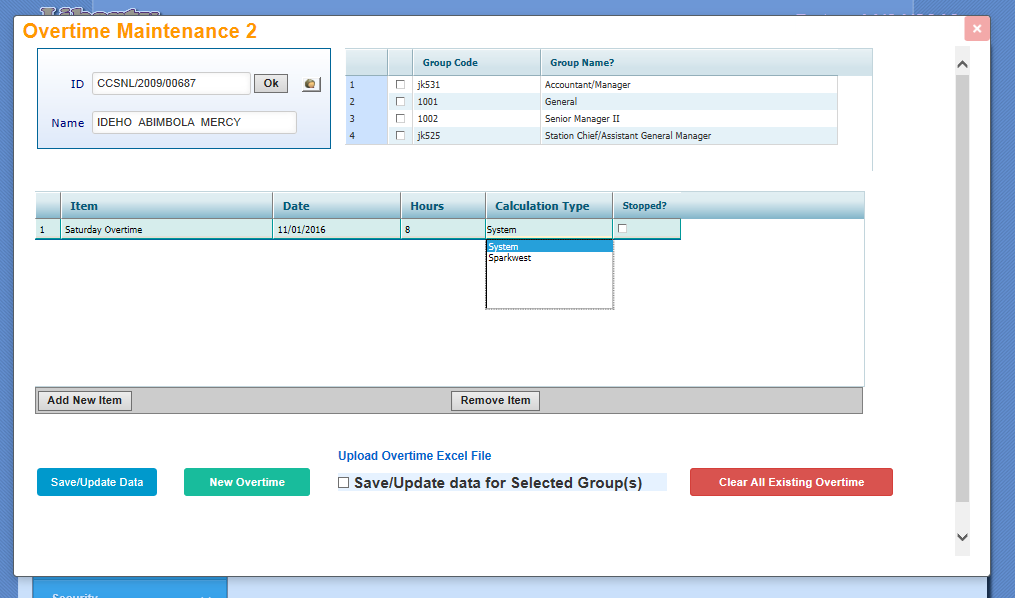 Liberty
Overtime Maintenance 2
ID CCSNL/2009/00687 Ok
Name IDEHO ABIMBOLA MERCY
Group Code Group Name?
1 jk531 Accountant/Manager
2 1001 General
3 1002 Senior Manager II
4 jk525 Station Chief/Assistant General Manager
Item Date Hours Calculation Type Stopped?
1 Saturday Overtime 11/01/2016 8 System
System
Sparkwest
Add New Item Remove Item
Upload Overtime Excel File
Save/Update Data New Overtime Save/Update data for Selected Group(s) Clear All Existing Overtime
Security